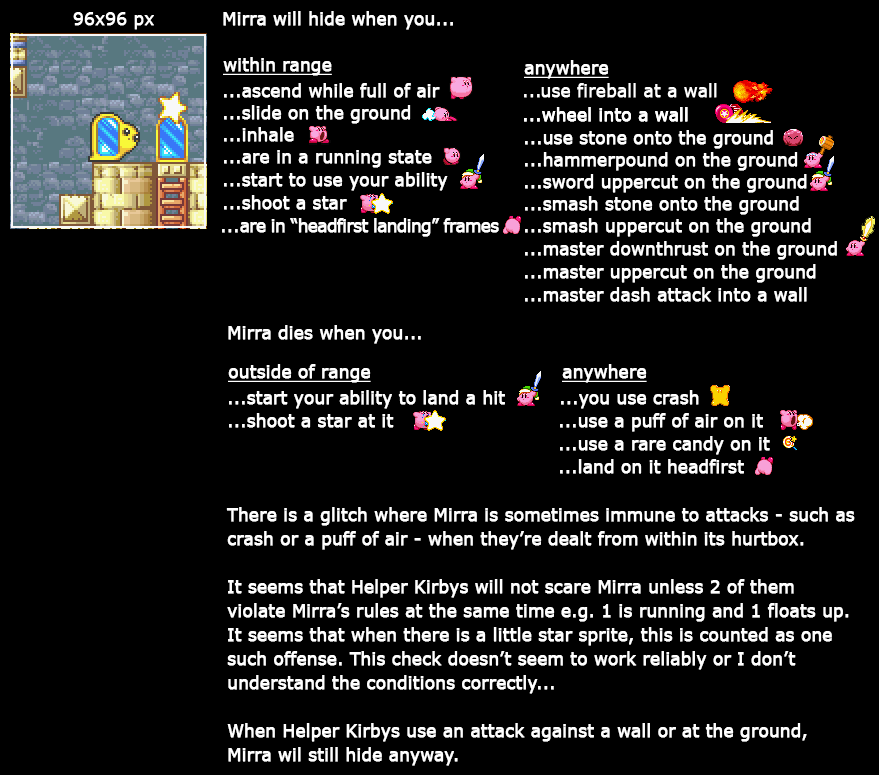 96x96 px
Mirra will hide when you...
within range
...ascend while full of air
...slide on the ground
...inhale
...are in a running state
...start to use your ability
...shoot a star
...are in “headfirst landing” frames
anywhere
...use fireball at a wall
...wheel into a wall
...use stone onto the ground
...hammerpound on the ground
...sword uppercut on the ground
...smash stone onto the ground
...smash uppercut on the ground
...master downthrust on the ground
...master uppercut on the ground
...master dash attack into a wall
Mirra dies when you...
outside of range
...start your ability to land a hit
...shoot a star at it
anywhere
...you use crash
...use a puff of air on it
...use a rare candy on it
...land on it headfirst
There is a glitch where Mirra is sometimes immune to attacks - such as
crash or a puff of air - when they’re dealt from within its hurtbox.
It seems that Helper Kirbys will not scare Mirra unless 2 of them
violate Mirra’s rules at the same time e.g. 1 is running and 1 floats up.
It seems that when there is a little star sprite, this is counted as one
such offense. This check doesn’t seem to work reliably or I don’t
understand the conditions correctly...
When Helper Kirbys use an attack against a wall or at the ground,
Mirra wil still hide anyway.